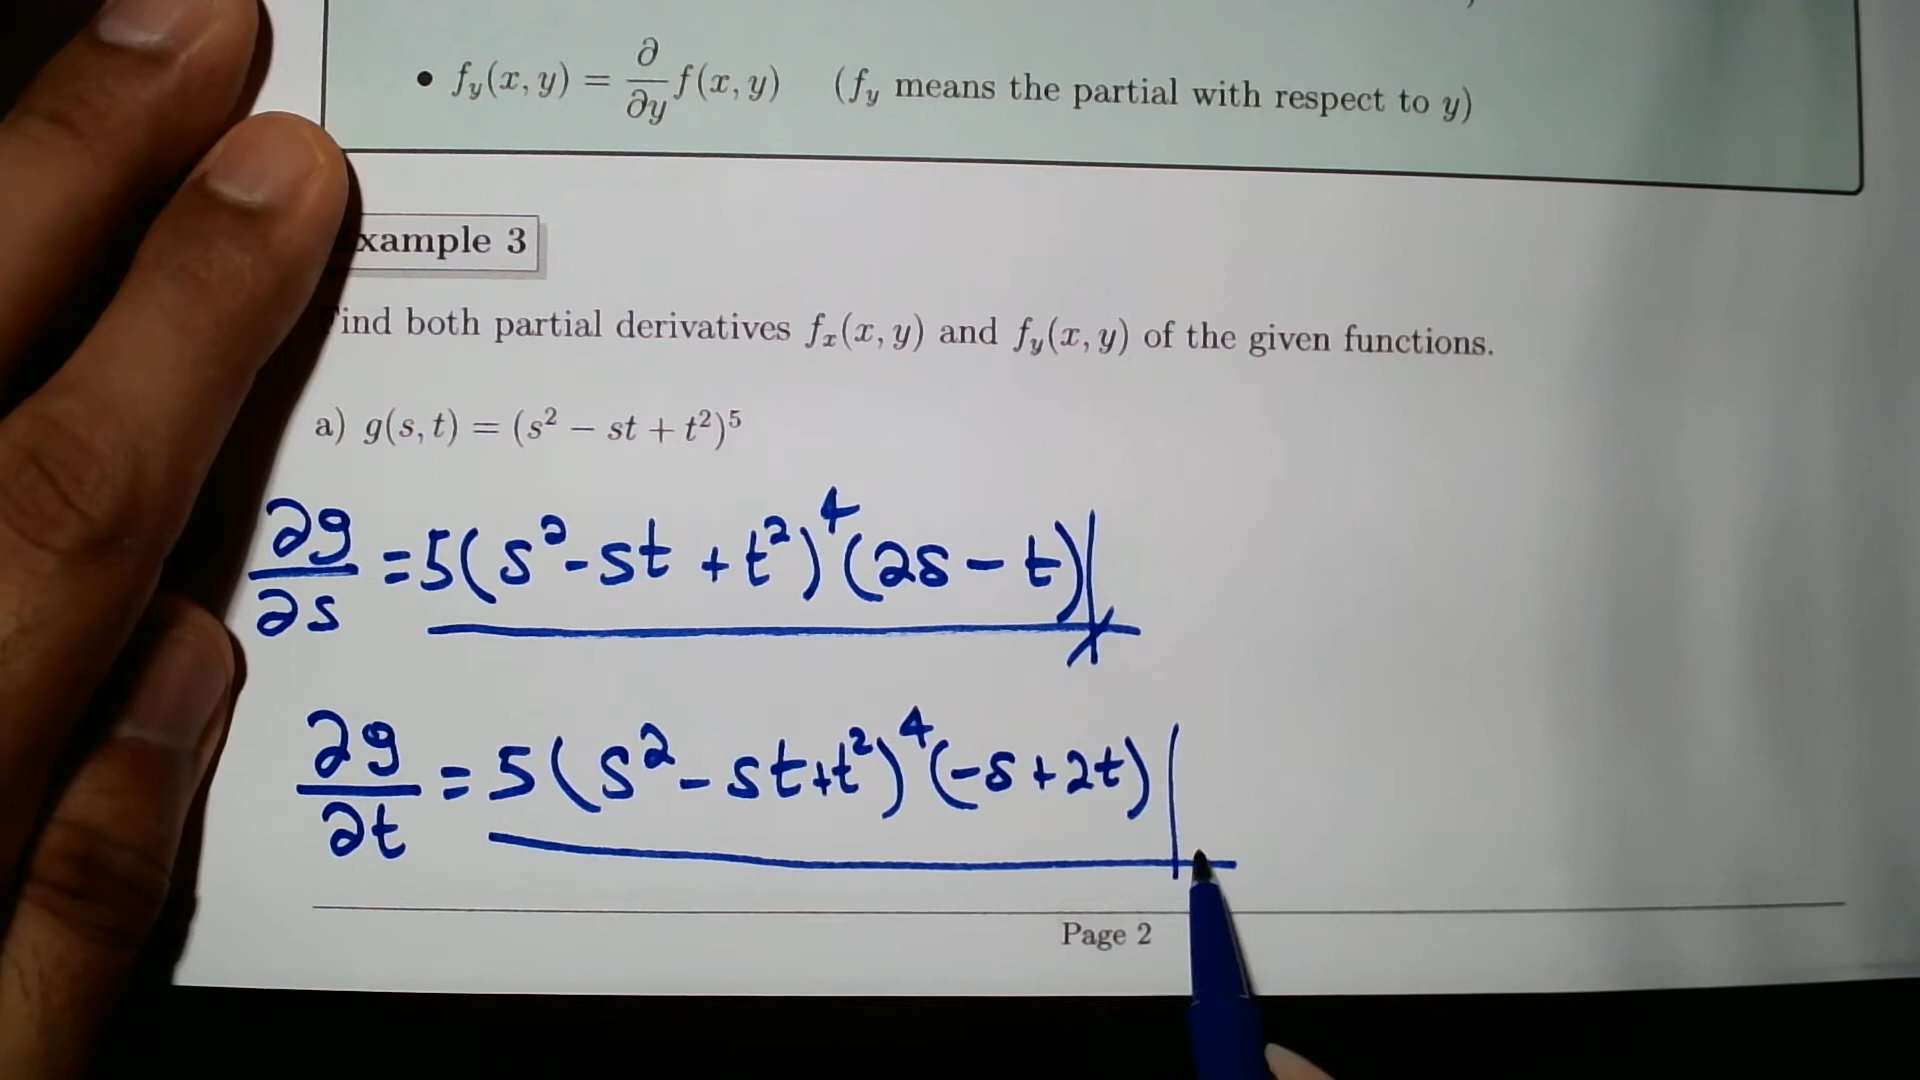 • f_y(x, y) = ∂/∂y f(x, y) (f_y means the partial with respect to y)
xample 3
ind both partial derivatives f_x(x, y) and f_y(x, y) of the given functions.
a) g(s, t) = (s² − st + t²)⁵
∂g/∂s = 5(s² - st + t²)⁴(2s - t)
∂g/∂t = 5(s² - st + t²)⁴(-s + 2t)
Page 2